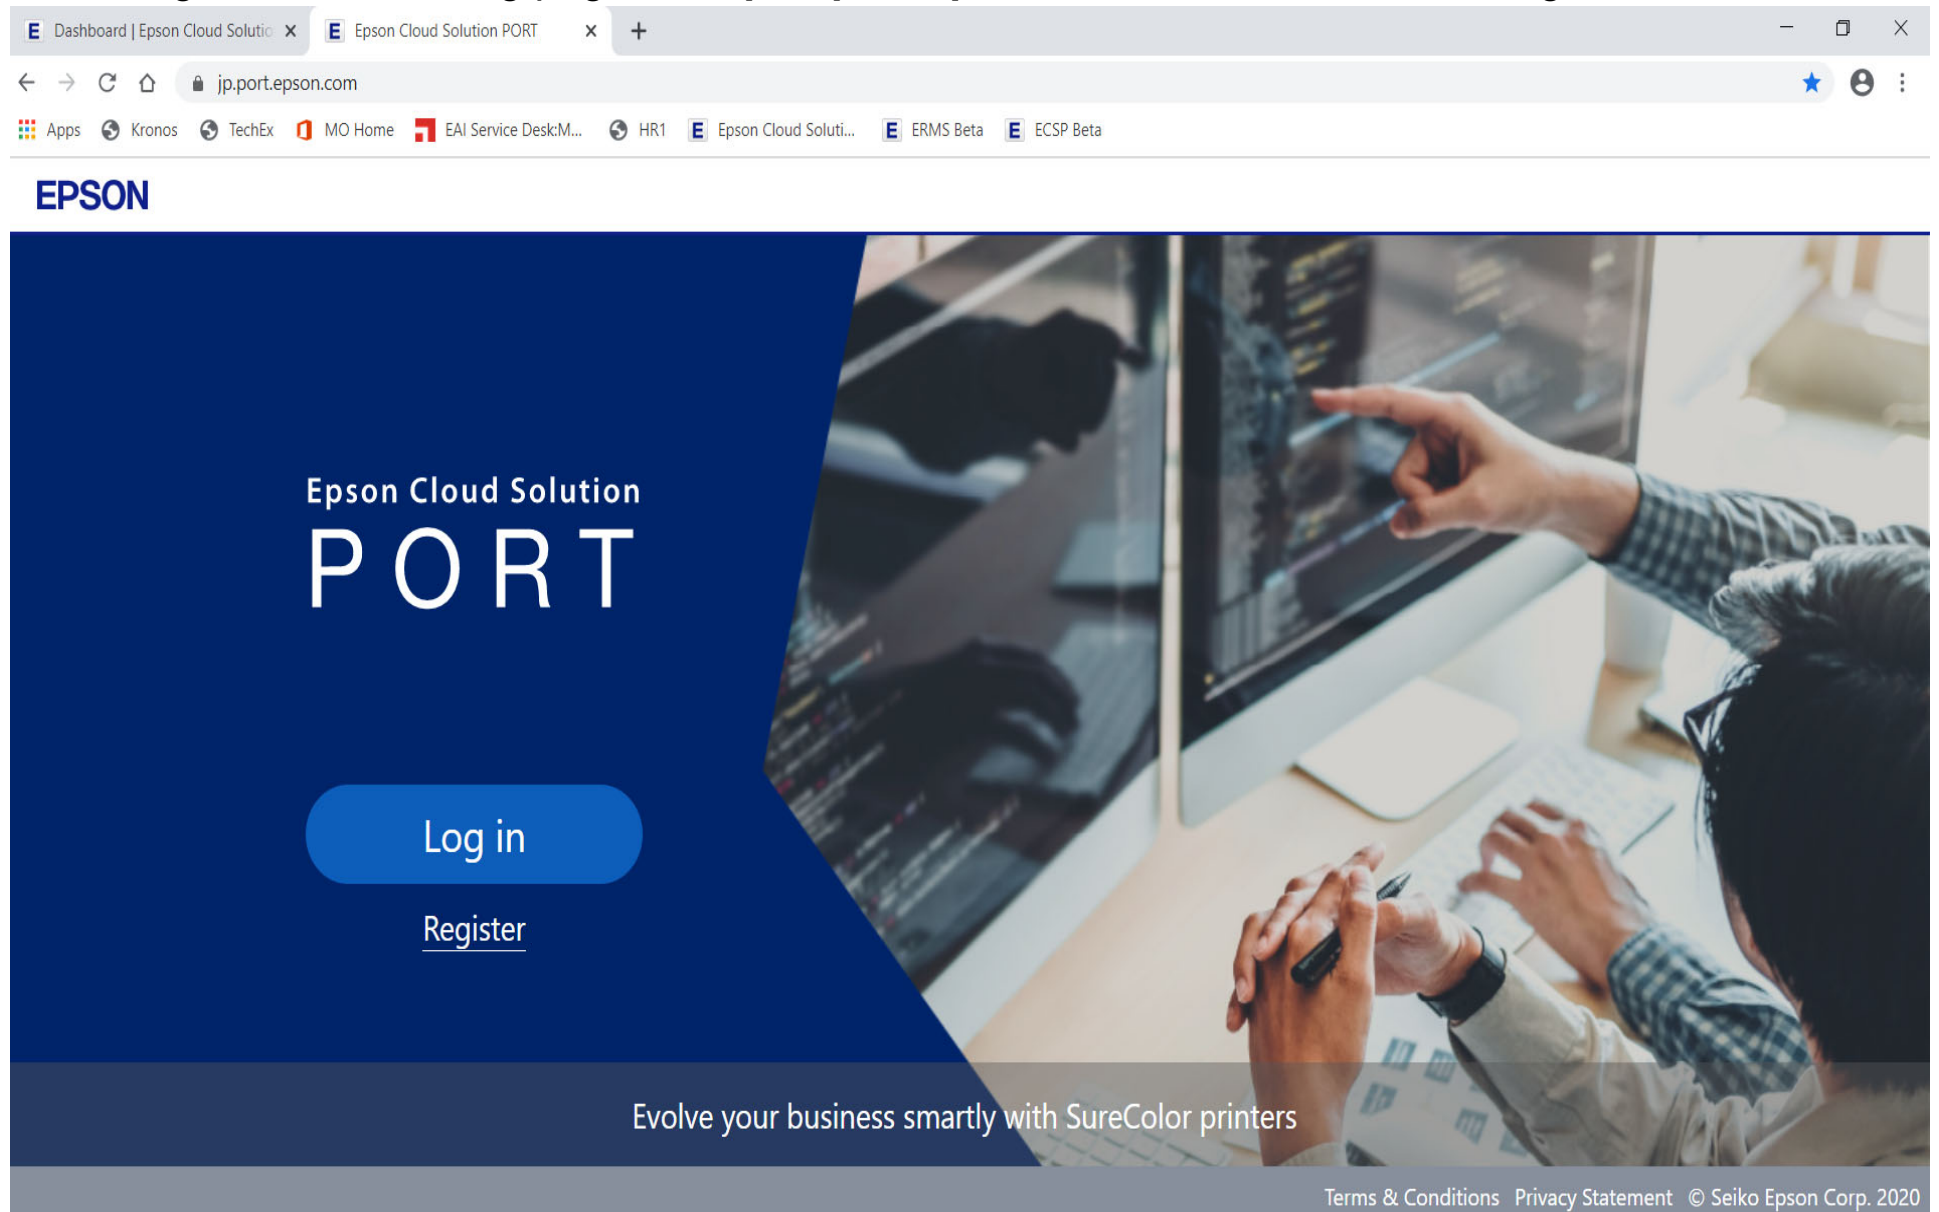 Dashboard | Epson Cloud Solutio
Epson Cloud Solution PORT
jp.port.epson.com
Apps Kronos TechEx MO Home EAI Service Desk:M... HR1 Epson Cloud Soluti... ERMS Beta ECSP Beta
EPSON
Epson Cloud Solution
PORT
Log in
Register
Evolve your business smartly with SureColor printers
Terms & Conditions Privacy Statement © Seiko Epson Corp. 2020